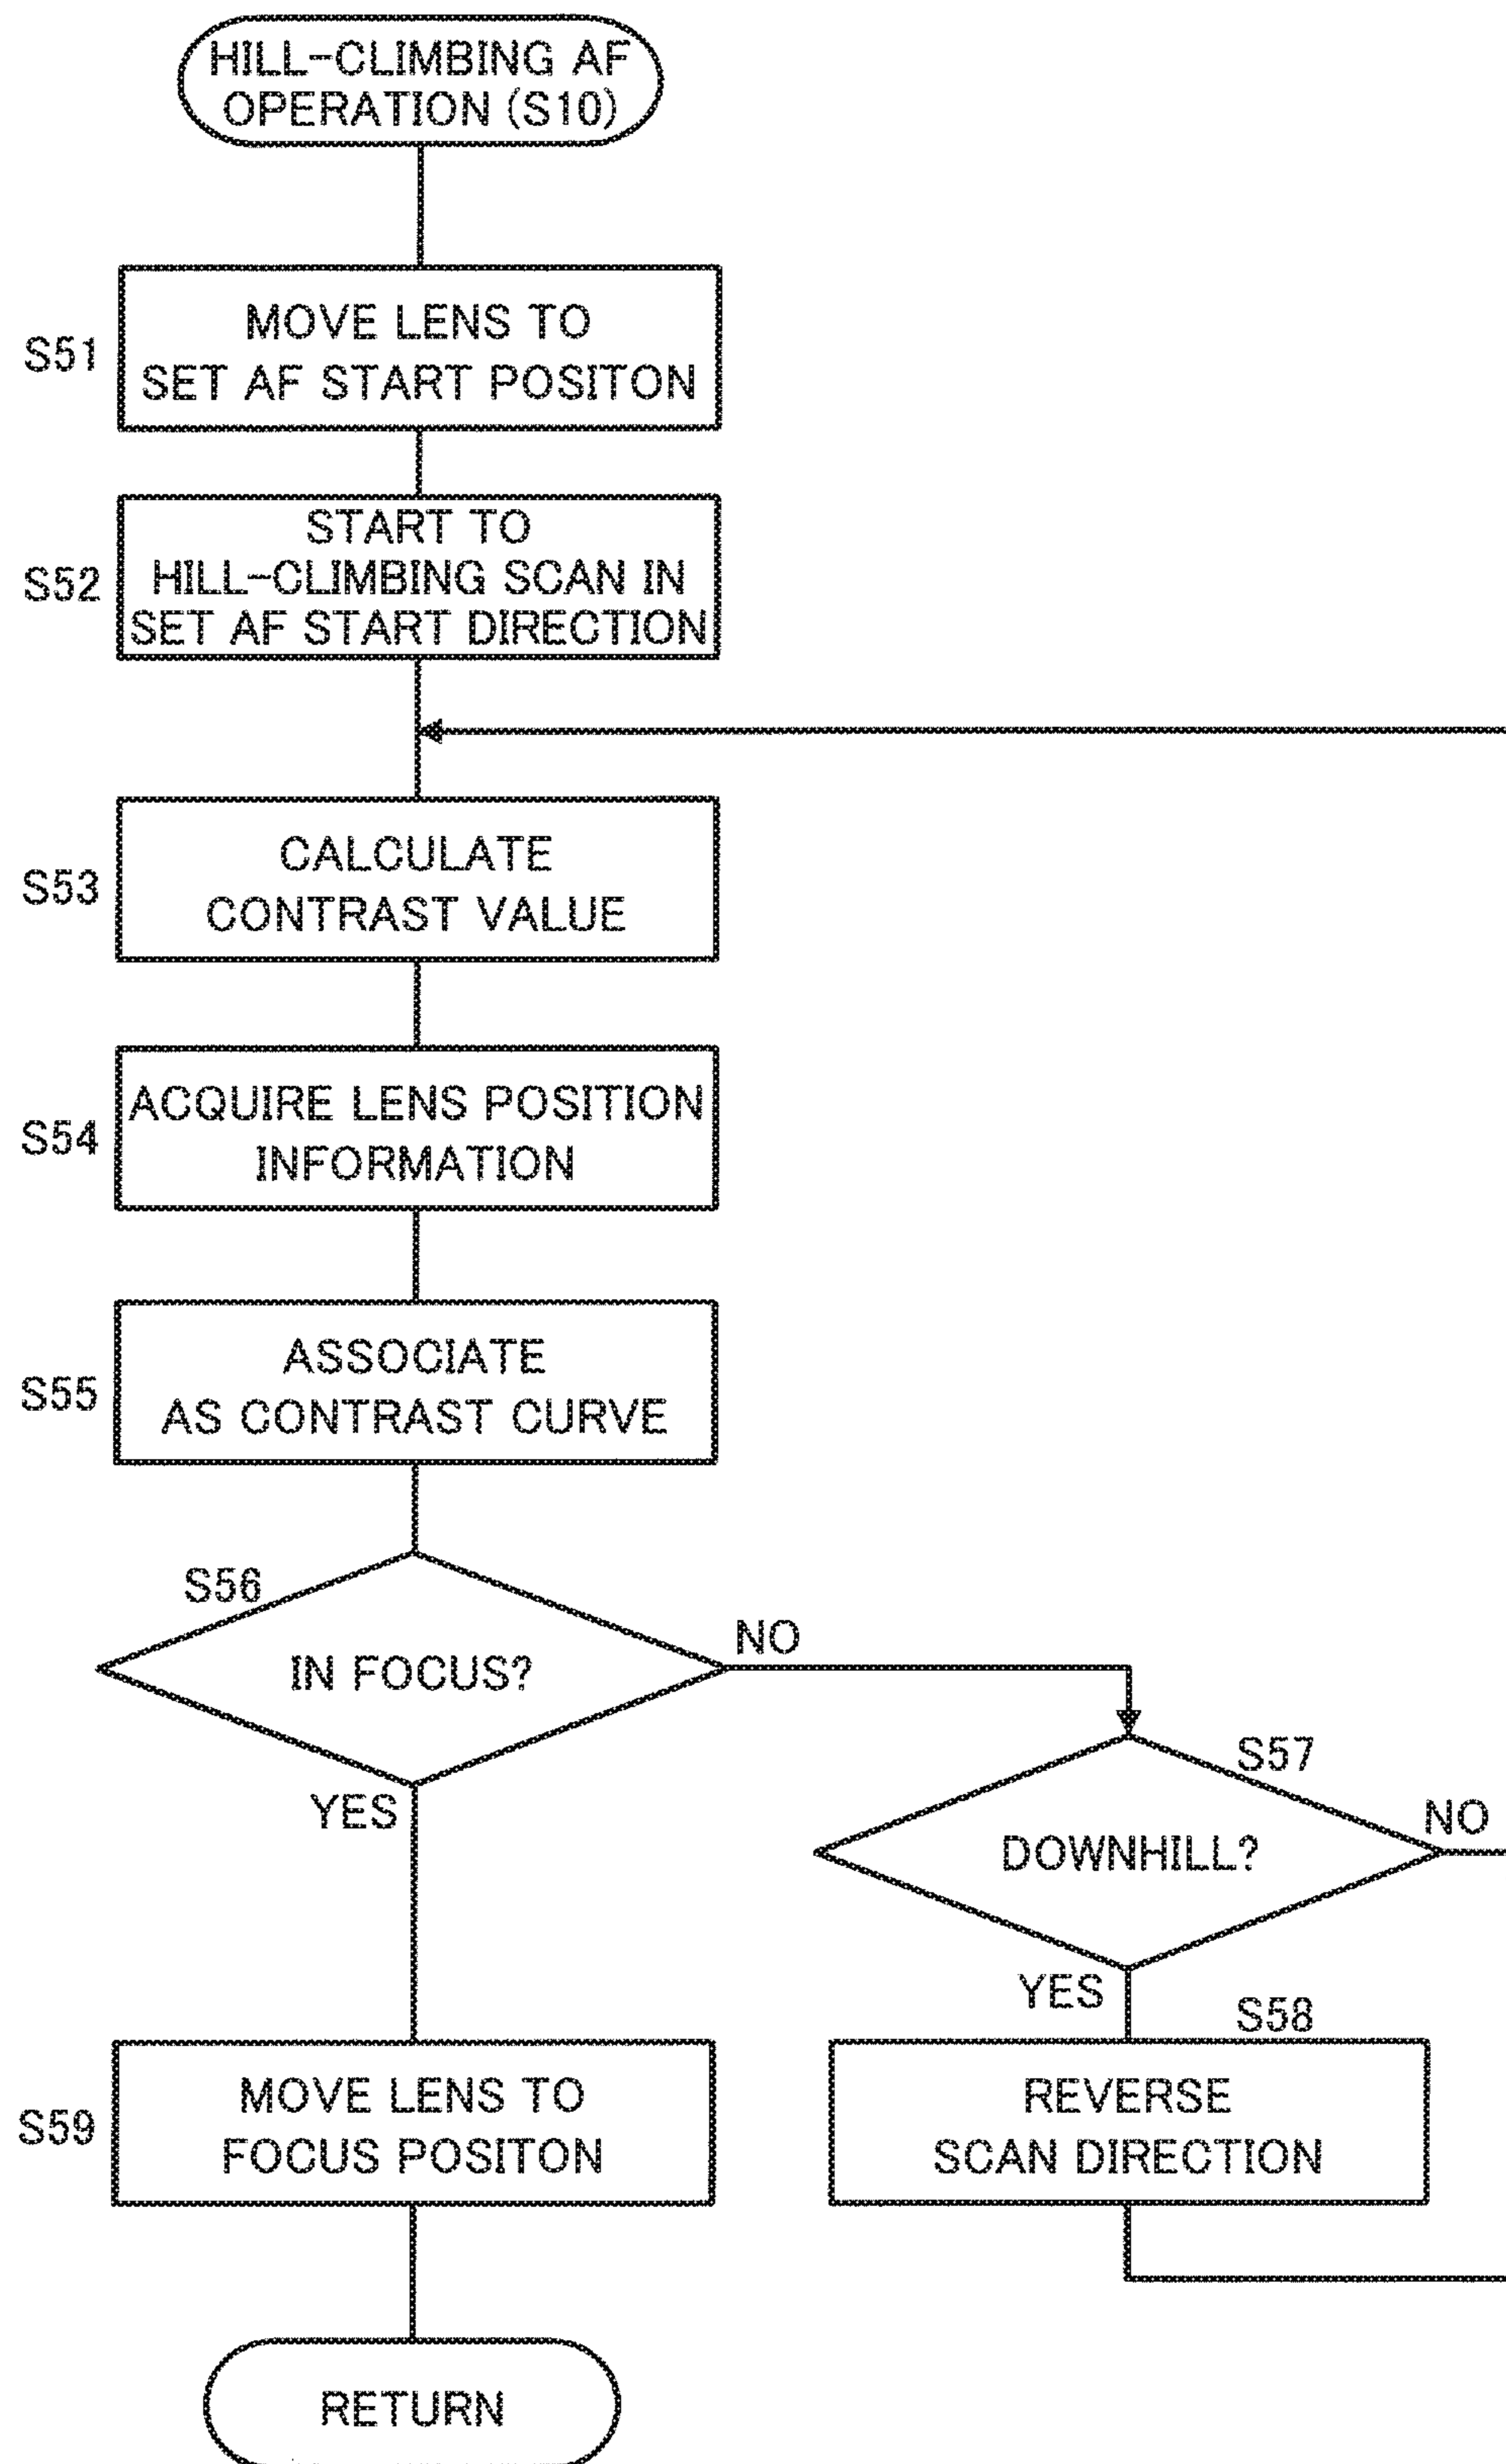 HILL-CLIMBING AF
OPERATION (S10)
S51
MOVE LENS TO
SET AF START POSITON
S52
START TO
HILL-CLIMBING SCAN IN
SET AF START DIRECTION
S53
CALCULATE
CONTRAST VALUE
S54
ACQUIRE LENS POSITION
INFORMATION
S55
ASSOCIATE
AS CONTRAST CURVE
S56
IN FOCUS?
NO
YES
S57
DOWNHILL?
NO
YES
S58
REVERSE
SCAN DIRECTION
S59
MOVE LENS TO
FOCUS POSITON
RETURN